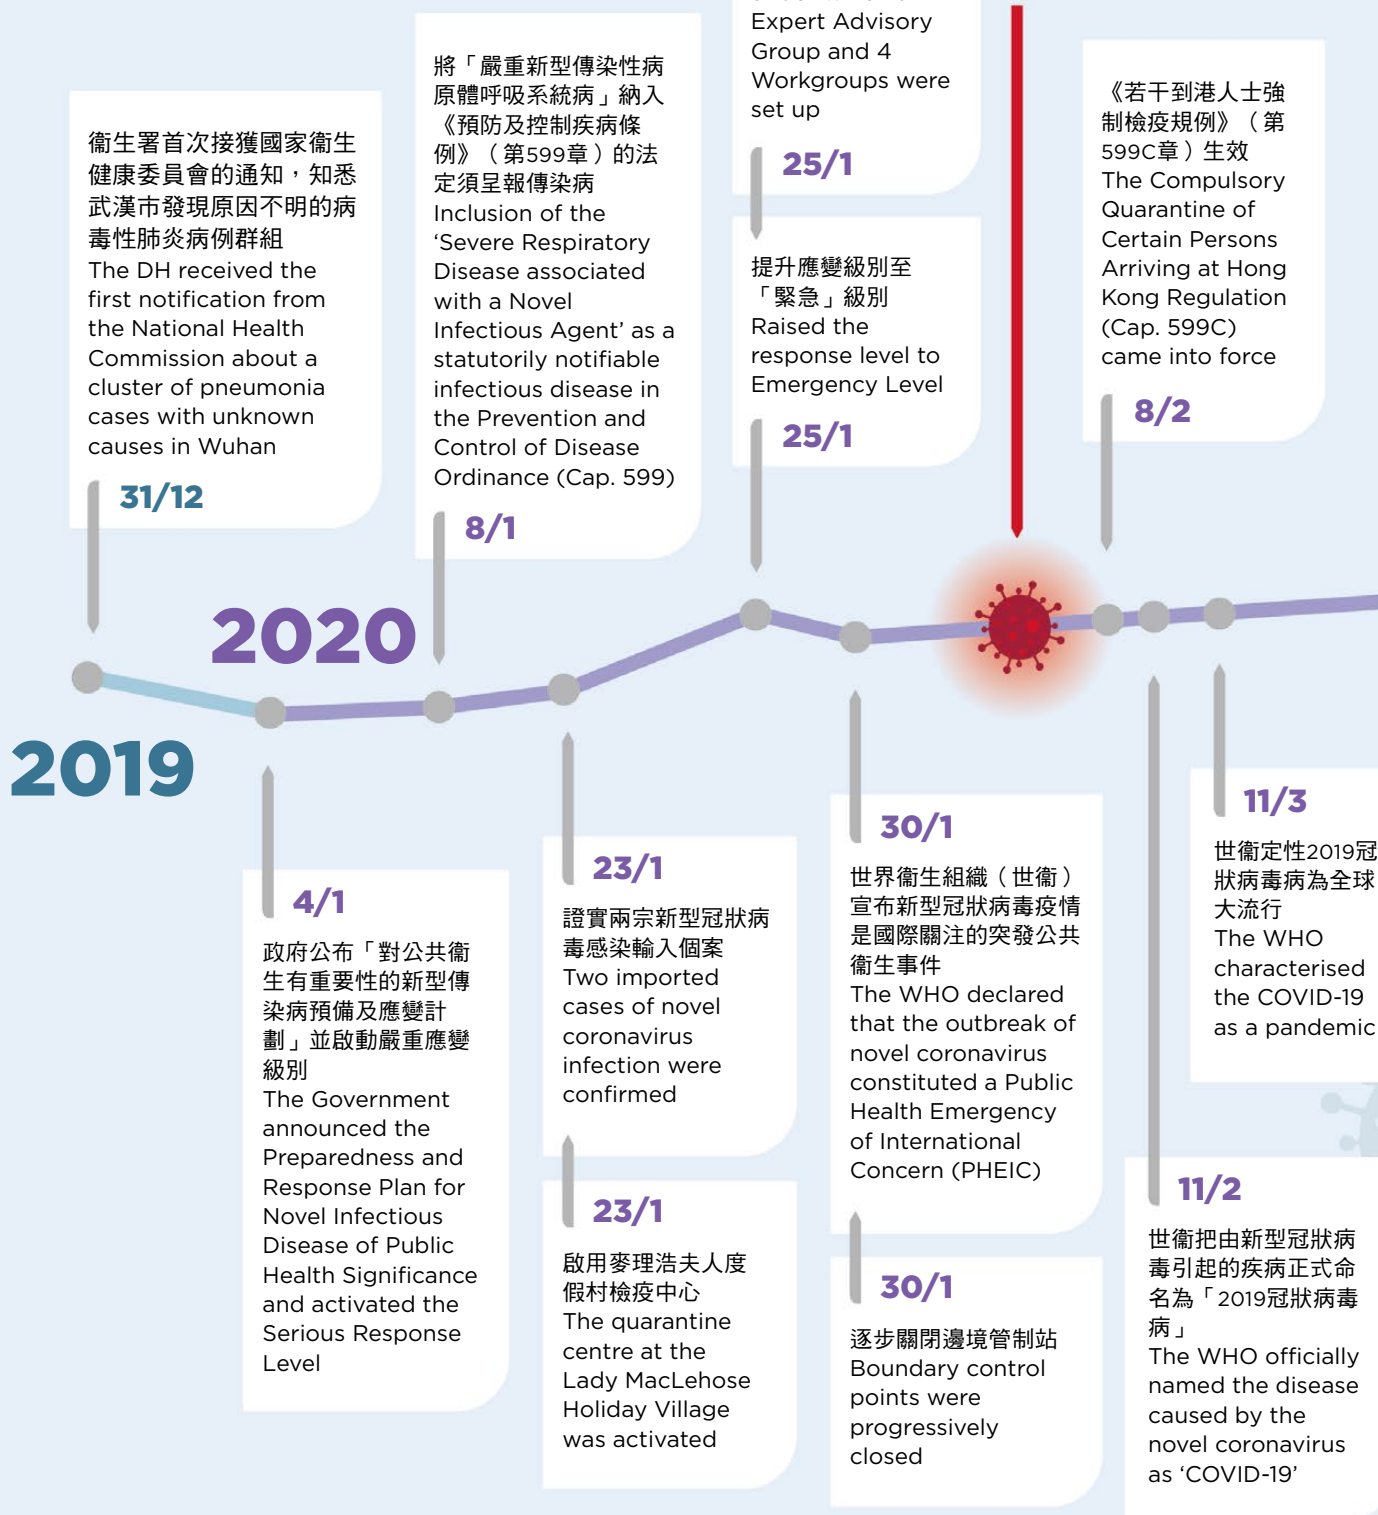 衞生署首次接獲國家衞生
健康委員會的通知，知悉
武漢市發現原因不明的病
毒性肺炎病例群組
The DH received the
first notification from
the National Health
Commission about a
cluster of pneumonia
cases with unknown
causes in Wuhan
31/12
將「嚴重新型傳染性病
原體呼吸系統病」納入
《預防及控制疾病條
例》（第599章）的法
定須呈報傳染病
Inclusion of the
‘Severe Respiratory
Disease associated
with a Novel
Infectious Agent’ as a
statutorily notifiable
infectious disease in
the Prevention and
Control of Disease
Ordinance (Cap. 599)
8/1
Expert Advisory
Group and 4
Workgroups were
set up
25/1
提升應變級別至
「緊急」級別
Raised the
response level to
Emergency Level
25/1
《若干到港人士強
制檢疫規例》（第
599C章）生效
The Compulsory
Quarantine of
Certain Persons
Arriving at Hong
Kong Regulation
(Cap. 599C)
came into force
8/2
2020
2019
4/1
政府公布「對公共衞
生有重要性的新型傳
染病預備及應變計
劃」並啟動嚴重應變
級別
The Government
announced the
Preparedness and
Response Plan for
Novel Infectious
Disease of Public
Health Significance
and activated the
Serious Response
Level
23/1
證實兩宗新型冠狀病
毒感染輸入個案
Two imported
cases of novel
coronavirus
infection were
confirmed
23/1
啟用麥理浩夫人度
假村檢疫中心
The quarantine
centre at the
Lady MacLehose
Holiday Village
was activated
30/1
世界衞生組織（世衞）
宣布新型冠狀病毒疫情
是國際關注的突發公共
衞生事件
The WHO declared
that the outbreak of
novel coronavirus
constituted a Public
Health Emergency
of International
Concern (PHEIC)
30/1
逐步關閉邊境管制站
Boundary control
points were
progressively
closed
11/3
世衞定性2019冠
狀病毒病為全球
大流行
The WHO
characterised
the COVID-19
as a pandemic
11/2
世衞把由新型冠狀病
毒引起的疾病正式命
名為「2019冠狀病毒
病」
The WHO officially
named the disease
caused by the
novel coronavirus
as ‘COVID-19’